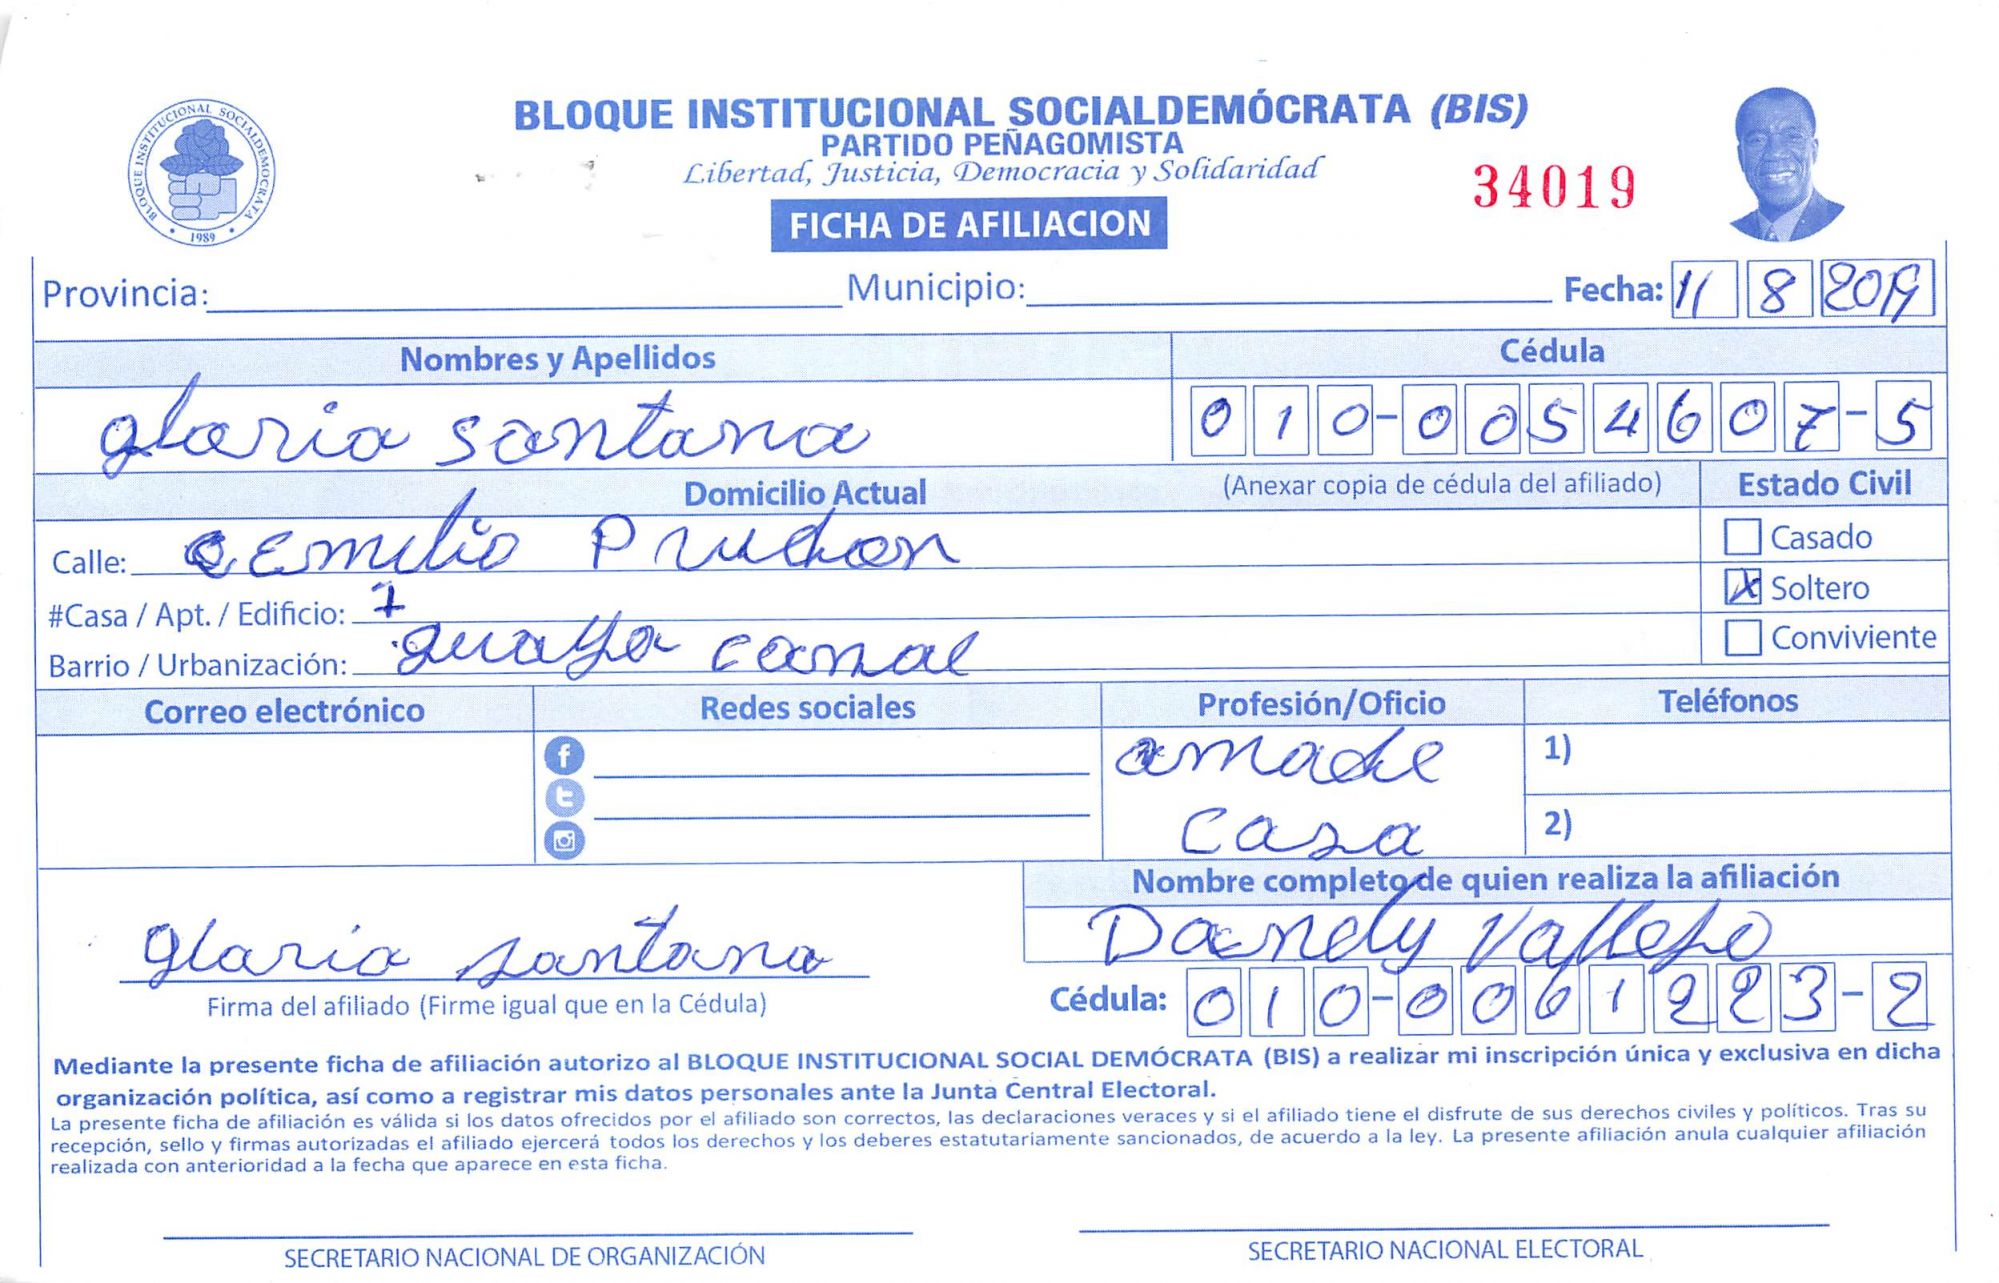 BLOQUE INSTITUCIONAL SOCIALDEMÓCRATA (BIS)
PARTIDO PEÑAGOMISTA
Libertad, Justicia, Democracia y Solidaridad
34019
FICHA DE AFILIACION
BLOQUE INSTITUCIONAL SOCIALDEMOCRATA
1989
Provincia: Municipio: Fecha: 11 8 2019
Nombres y Apellidos Cédula
gloria santana 010-0054607-5
Domicilio Actual (Anexar copia de cédula del afiliado) Estado Civil
Calle: emilio Prudon Casado
#Casa / Apt. / Edificio: 7 X Soltero
Barrio / Urbanización: guaya canal Conviviente
Correo electrónico Redes sociales Profesión/Oficio Teléfonos
amade 1)
casa 2)
Nombre completo de quien realiza la afiliación
gloria santana Dandy Vallejo
Firma del afiliado (Firme igual que en la Cédula) Cédula: 010-0061223-2
Mediante la presente ficha de afiliación autorizo al BLOQUE INSTITUCIONAL SOCIAL DEMÓCRATA (BIS) a realizar mi inscripción única y exclusiva en dicha
organización política, así como a registrar mis datos personales ante la Junta Central Electoral.
La presente ficha de afiliación es válida si los datos ofrecidos por el afiliado son correctos, las declaraciones veraces y si el afiliado tiene el disfrute de sus derechos civiles y políticos. Tras su
recepción, sello y firmas autorizadas el afiliado ejercerá todos los derechos y los deberes estatutariamente sancionados, de acuerdo a la ley. La presente afiliación anula cualquier afiliación
realizada con anterioridad a la fecha que aparece en esta ficha.
SECRETARIO NACIONAL DE ORGANIZACIÓN SECRETARIO NACIONAL ELECTORAL